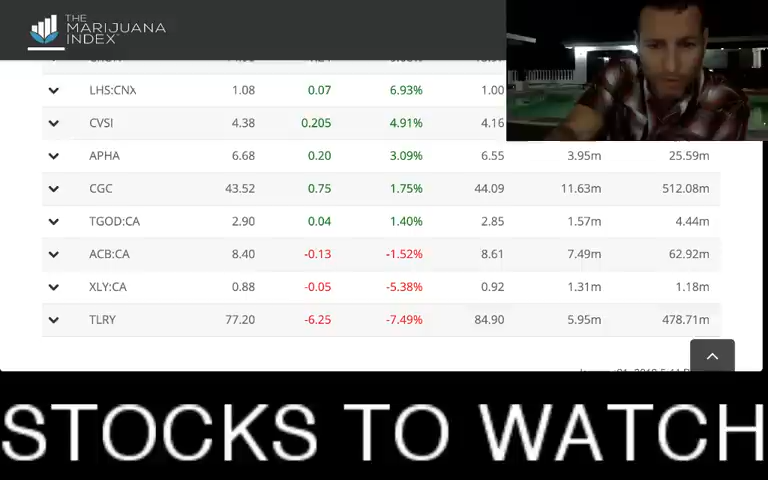 THE
MARIJUANA
INDEX
LHS:CNX 1.08 0.07 6.93% 1.00
CVSI 4.38 0.205 4.91% 4.16
APHA 6.68 0.20 3.09% 6.55 3.95m 25.59m
CGC 43.52 0.75 1.75% 44.09 11.63m 512.08m
TGOD:CA 2.90 0.04 1.40% 2.85 1.57m 4.44m
ACB:CA 8.40 -0.13 -1.52% 8.61 7.49m 62.92m
XLY:CA 0.88 -0.05 -5.38% 0.92 1.31m 1.18m
TLRY 77.20 -6.25 -7.49% 84.90 5.95m 478.71m
STOCKS TO WATCH